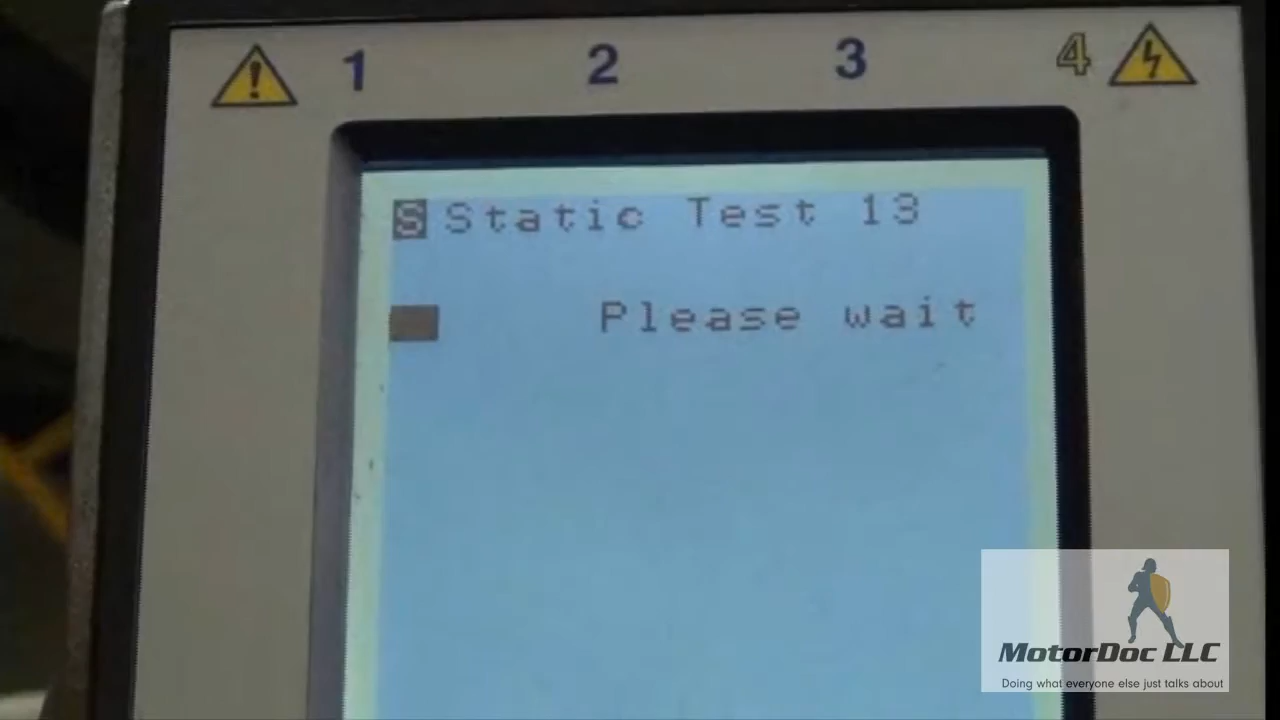 1 2 3 4
S Static Test 13
Please wait
MotorDoc LLC
Doing what everyone else just talks about